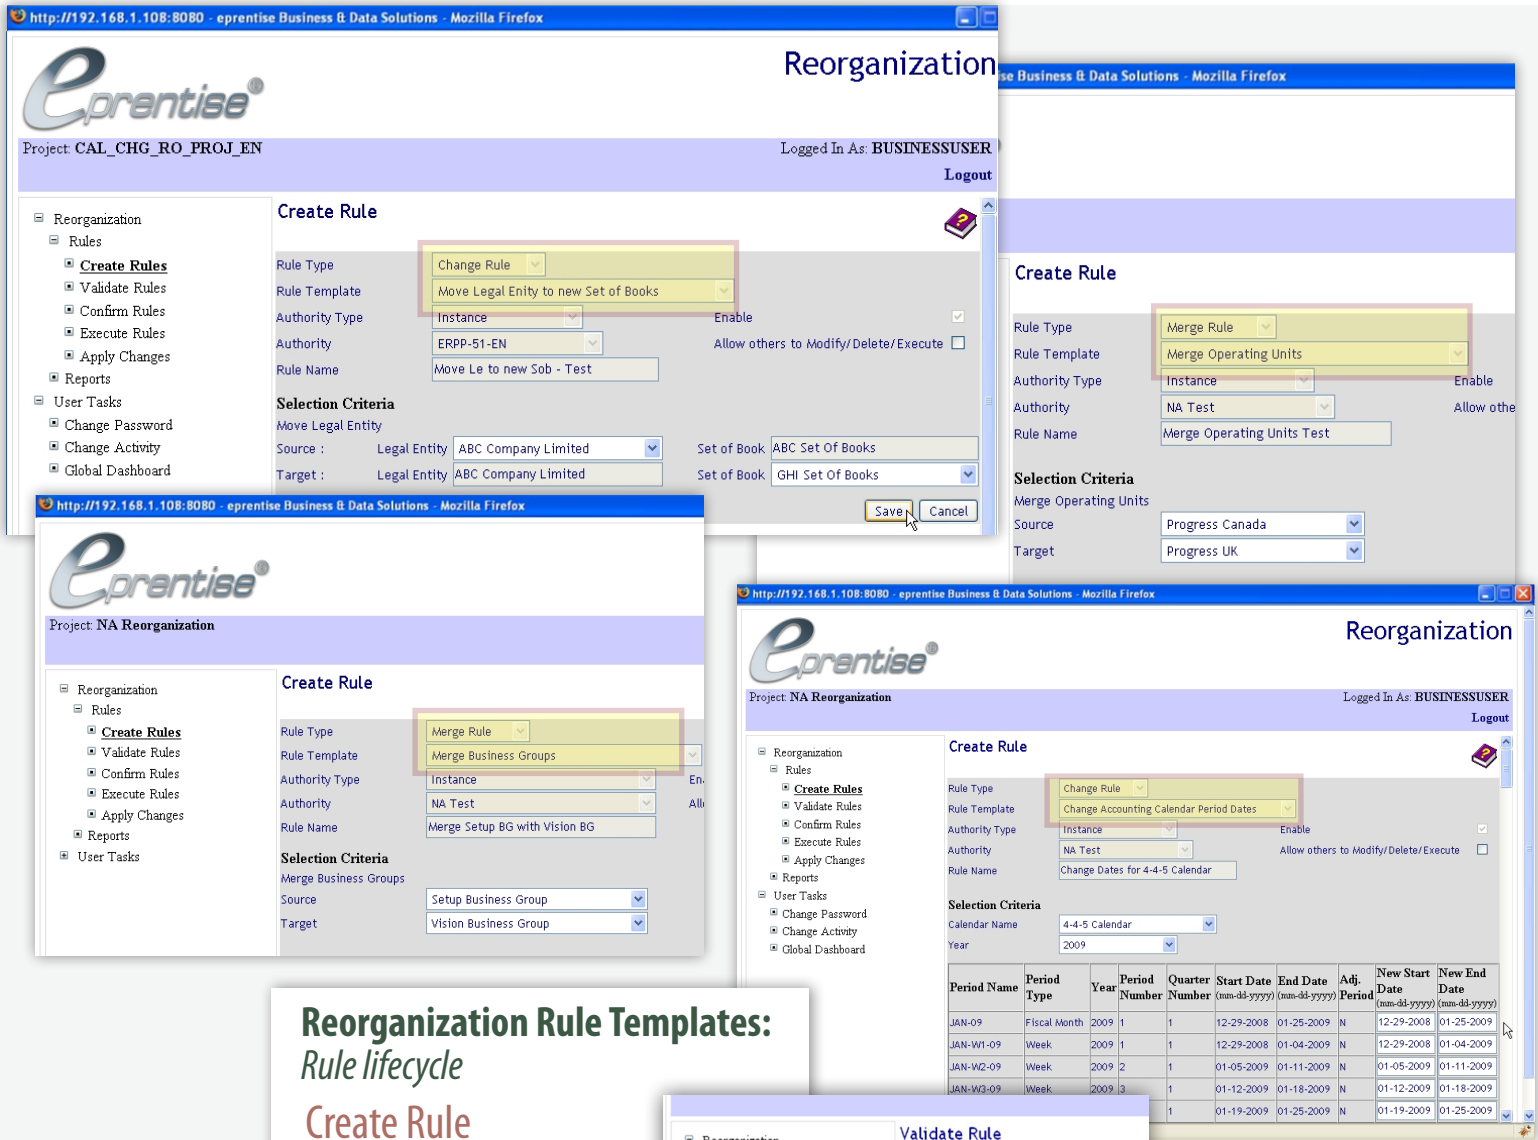 http://192.168.1.108:8080 - eprentise Business & Data Solutions - Mozilla Firefox
eprentise®
Reorganization
Project: CAL_CHG_RO_PROJ_EN
Logged In As: BUSINESSUSER
Logout
Reorganization
Rules
Create Rules
Validate Rules
Confirm Rules
Execute Rules
Apply Changes
Reports
User Tasks
Change Password
Change Activity
Global Dashboard
Create Rule
Rule Type Change Rule
Rule Template Move Legal Enity to new Set of Books
Authority Type Instance Enable
Authority ERPP-51-EN Allow others to Modify/Delete/Execute
Rule Name Move Le to new Sob - Test
Selection Criteria
Move Legal Entity
Source : Legal Entity ABC Company Limited Set of Book ABC Set Of Books
Target : Legal Entity ABC Company Limited Set of Book GHI Set Of Books
Save Cancel
se Business & Data Solutions - Mozilla Firefox
Create Rule
Rule Type Merge Rule
Rule Template Merge Operating Units
Authority Type Instance Enable
Authority NA Test Allow othe
Rule Name Merge Operating Units Test
Selection Criteria
Merge Operating Units
Source Progress Canada
Target Progress UK
http://192.168.1.108:8080 - eprentise Business & Data Solutions - Mozilla Firefox
eprentise®
Project: NA Reorganization
Reorganization
Rules
Create Rules
Validate Rules
Confirm Rules
Execute Rules
Apply Changes
Reports
User Tasks
Create Rule
Rule Type Merge Rule
Rule Template Merge Business Groups
Authority Type Instance En
Authority NA Test All
Rule Name Merge Setup BG with Vision BG
Selection Criteria
Merge Business Groups
Source Setup Business Group
Target Vision Business Group
http://192.168.1.108:8080 - eprentise Business & Data Solutions - Mozilla Firefox
eprentise®
Reorganization
Project: NA Reorganization
Logged In As: BUSINESSUSER
Logout
Reorganization
Rules
Create Rules
Validate Rules
Confirm Rules
Execute Rules
Apply Changes
Reports
User Tasks
Change Password
Change Activity
Global Dashboard
Create Rule
Rule Type Change Rule
Rule Template Change Accounting Calendar Period Dates
Authority Type Instance Enable
Authority NA Test Allow others to Modify/Delete/Execute
Rule Name Change Dates for 4-4-5 Calendar
Selection Criteria
Calendar Name 4-4-5 Calendar
Year 2009
Period Name Period Type Year Period Number Quarter Number Start Date (mm-dd-yyyy) End Date (mm-dd-yyyy) Adj. Period New Start Date (mm-dd-yyyy) New End Date (mm-dd-yyyy)
JAN-09 Fiscal Month 2009 1 1 12-29-2008 01-25-2009 N 12-29-2008 01-25-2009
JAN-W1-09 Week 2009 1 1 12-29-2008 01-04-2009 N 12-29-2008 01-04-2009
JAN-W2-09 Week 2009 2 1 01-05-2009 01-11-2009 N 01-05-2009 01-11-2009
JAN-W3-09 Week 2009 3 1 01-12-2009 01-18-2009 N 01-12-2009 01-18-2009
1 01-19-2009 01-25-2009 N 01-19-2009 01-25-2009
Reorganization Rule Templates:
Rule lifecycle
Create Rule
Reorganization
Validate Rule